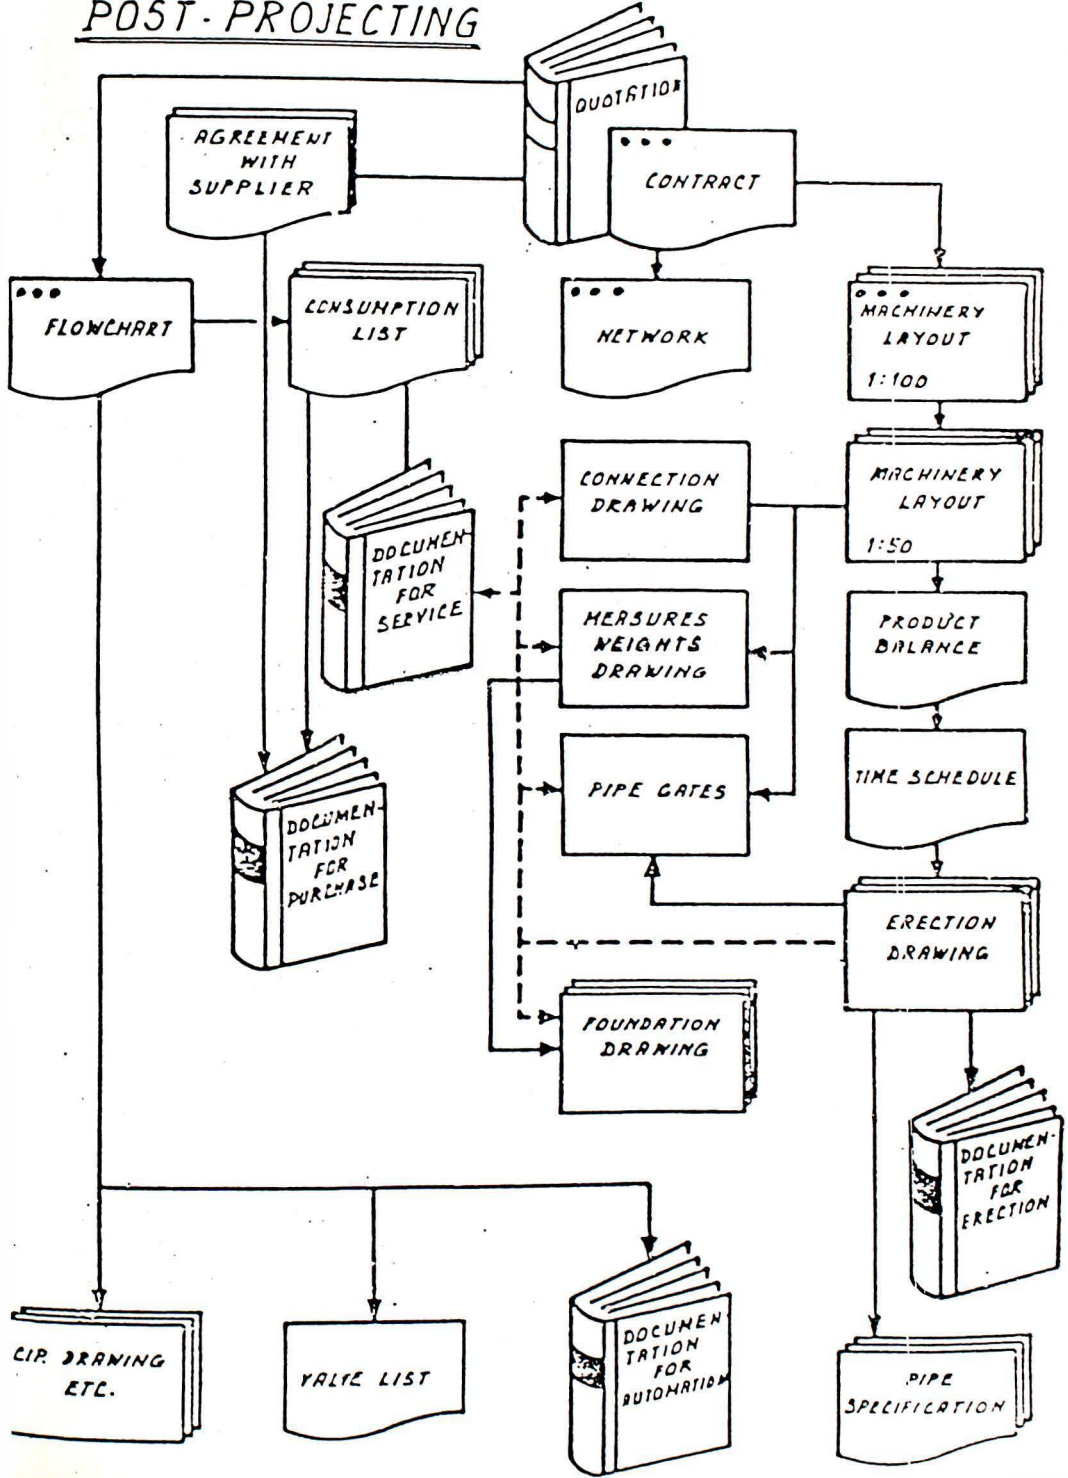 POST-PROJECTING
QUOTATION
CONTRACT
AGREEMENT
WITH
SUPPLIER
FLOWCHART
CONSUMPTION
LIST
NETWORK
MACHINERY
LAYOUT
1:100
MACHINERY
LAYOUT
1:50
CONNECTION
DRAWING
DOCUMEN-
TATION
FOR
SERVICE
MEASURES
WEIGHTS
DRAWING
PRODUCT
BALANCE
PIPE GATES
TIME SCHEDULE
DOCUMEN-
TATION
FOR
PURCHASE
ERECTION
DRAWING
FOUNDATION
DRAWING
DOCUMEN-
TATION
FOR
ERECTION
CIP. DRAWING
ETC.
VALVE LIST
DOCUMEN
TATION
FOR
AUTOMATION
PIPE
SPECIFICATION